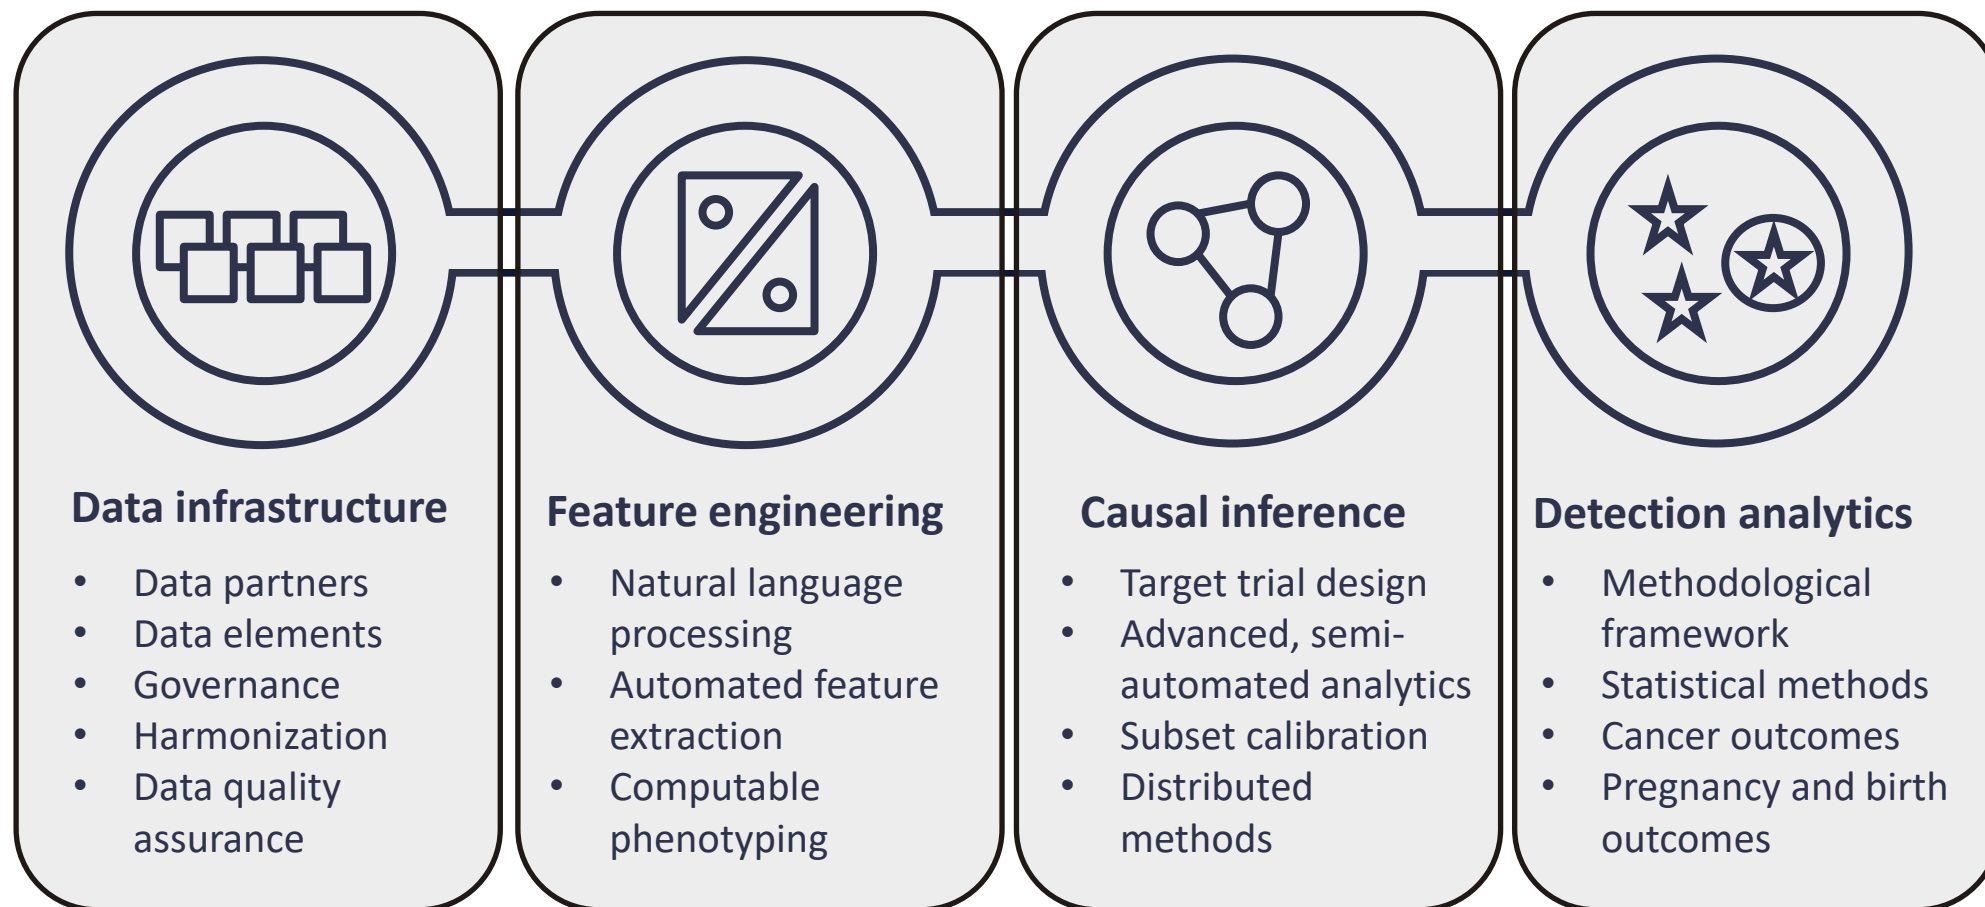 Data infrastructure
• Data partners
• Data elements
• Governance
• Harmonization
• Data quality
assurance
Feature engineering
• Natural language
processing
• Automated feature
extraction
• Computable
phenotyping
Causal inference
• Target trial design
• Advanced, semi-
automated analytics
• Subset calibration
• Distributed
methods
Detection analytics
• Methodological
framework
• Statistical methods
• Cancer outcomes
• Pregnancy and birth
outcomes